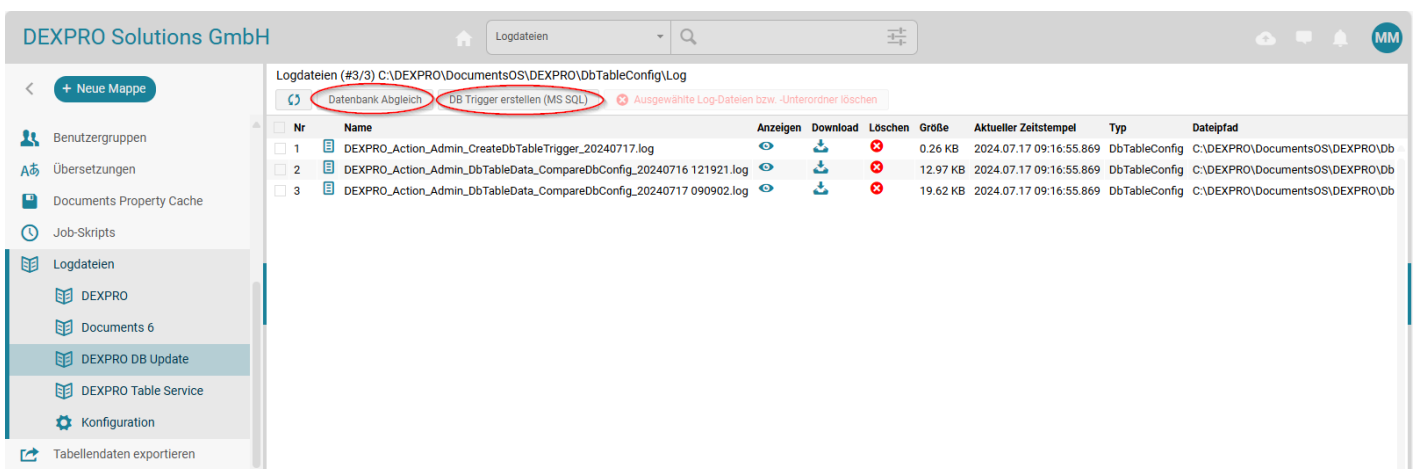 DEXPRO Solutions GmbH
Logdateien
MM
+ Neue Mappe
Benutzergruppen
Aあ Übersetzungen
Documents Property Cache
Job-Skripts
Logdateien
DEXPRO
Documents 6
DEXPRO DB Update
DEXPRO Table Service
Konfiguration
Tabellendaten exportieren
Logdateien (#3/3) C:\DEXPRO\DocumentsOS\DEXPRO\DbTableConfig\Log
Datenbank Abgleich DB Trigger erstellen (MS SQL) Ausgewählte Log-Dateien bzw. -Unterordner löschen
Nr Name Anzeigen Download Löschen Größe Aktueller Zeitstempel Typ Dateipfad
1 DEXPRO_Action_Admin_CreateDbTableTrigger_20240717.log 0.26 KB 2024.07.17 09:16:55.869 DbTableConfig C:\DEXPRO\DocumentsOS\DEXPRO\Db
2 DEXPRO_Action_Admin_DbTableData_CompareDbConfig_20240716 121921.log 12.97 KB 2024.07.17 09:16:55.869 DbTableConfig C:\DEXPRO\DocumentsOS\DEXPRO\Db
3 DEXPRO_Action_Admin_DbTableData_CompareDbConfig_20240717 090902.log 19.62 KB 2024.07.17 09:16:55.869 DbTableConfig C:\DEXPRO\DocumentsOS\DEXPRO\Db